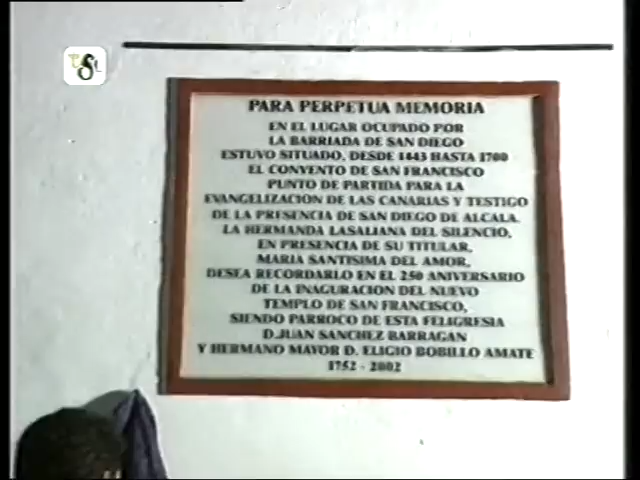 PARA PERPETUA MEMORIA
EN EL LUGAR OCUPADO POR
LA BARRIADA DE SAN DIEGO
ESTUVO SITUADO, DESDE 1443 HASTA 1700
EL CONVENTO DE SAN FRANCISCO
PUNTO DE PARTIDA PARA LA
EVANGELIZACION DE LAS CANARIAS Y TESTIGO
DE LA PRESENCIA DE SAN DIEGO DE ALCALA.
LA HERMANDA LASALIANA DEL SILENCIO,
EN PRESENCIA DE SU TITULAR,
MARIA SANTISIMA DEL AMOR,
DESEA RECORDARLO EN EL 250 ANIVERSARIO
DE LA INAGURACION DEL NUEVO
TEMPLO DE SAN FRANCISCO,
SIENDO PARROCO DE ESTA FELIGRESIA
D.JUAN SANCHEZ BARRAGAN
Y HERMANO MAYOR D. ELIGIO BOBILLO AMATE
1752 - 2002